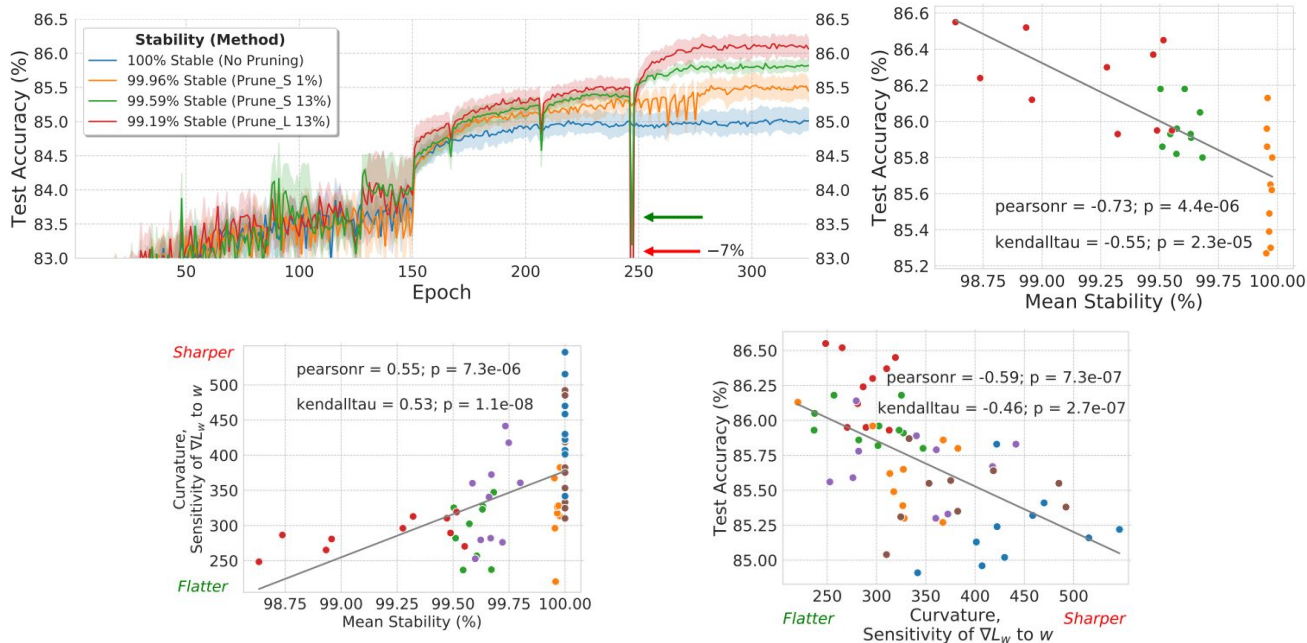 86.5
86.0
85.5
85.0
84.5
84.0
83.5
83.0
Test Accuracy (%)
Stability (Method)
100% Stable (No Pruning)
99.96% Stable (Prune_S 1%)
99.59% Stable (Prune_S 13%)
99.19% Stable (Prune_L 13%)
−7%
86.5
86.0
85.5
85.0
84.5
84.0
83.5
83.0
50
100
150
200
250
300
Epoch
86.6
86.4
86.2
86.0
85.8
85.6
85.4
85.2
Test Accuracy (%)
pearsonr = -0.73; p = 4.4e-06
kendalltau = -0.55; p = 2.3e-05
98.75
99.00
99.25
99.50
99.75
100.00
Mean Stability (%)
Sharper
500
450
400
350
300
250
Flatter
Curvature,
Sensitivity of ∇L_w to w
pearsonr = 0.55; p = 7.3e-06
kendalltau = 0.53; p = 1.1e-08
98.75
99.00
99.25
99.50
99.75
100.00
Mean Stability (%)
86.50
86.25
86.00
85.75
85.50
85.25
85.00
Test Accuracy (%)
pearsonr = -0.59; p = 7.3e-07
kendalltau = -0.46; p = 2.7e-07
250
300
350
400
450
500
Flatter
Curvature,
Sensitivity of ∇L_w to w
Sharper